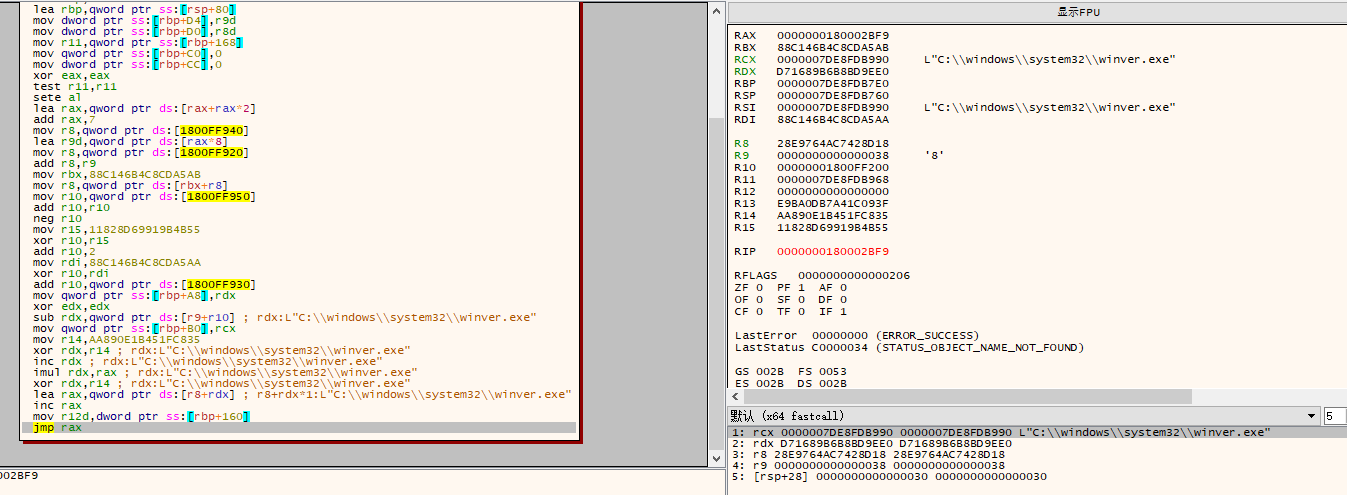 lea rbp,qword ptr ss:[rsp+80]
mov dword ptr ss:[rbp+D4],r9d
mov dword ptr ss:[rbp+D0],r8d
mov r11,qword ptr ss:[rbp+168]
mov qword ptr ss:[rbp+C0],0
mov dword ptr ss:[rbp+CC],0
xor eax,eax
test r11,r11
sete al
lea rax,qword ptr ds:[rax+rax*2]
add rax,7
mov r8,qword ptr ds:[1800FF940]
lea r9d,qword ptr ds:[rax*8]
mov r8,qword ptr ds:[1800FF920]
add r8,r9
mov rbx,88C146B4C8CDA5AB
mov r8,qword ptr ds:[rbx+r8]
mov r10,qword ptr ds:[1800FF950]
add r10,r10
neg r10
mov r15,11828D69919B4B55
xor r10,r15
add r10,2
mov rdi,88C146B4C8CDA5AA
xor r10,rdi
add r10,qword ptr ds:[1800FF930]
mov qword ptr ss:[rbp+A8],rdx
xor edx,edx
sub rdx,qword ptr ds:[r9+r10] ; rdx:L"C:\\windows\\system32\\winver.exe"
mov qword ptr ss:[rbp+B0],rcx
mov r14,AA890E1B451FC835
xor rdx,r14 ; rdx:L"C:\\windows\\system32\\winver.exe"
inc rdx ; rdx:L"C:\\windows\\system32\\winver.exe"
imul rdx,rax ; rdx:L"C:\\windows\\system32\\winver.exe"
xor rdx,r14 ; rdx:L"C:\\windows\\system32\\winver.exe"
lea rax,qword ptr ds:[r8+rdx] ; r8+rdx*1:L"C:\\windows\\system32\\winver.exe"
inc rax
mov r12d,dword ptr ss:[rbp+160]
jmp rax
002BF9
显示FPU
RAX 0000000180002BF9
RBX 88C146B4C8CDA5AB
RCX 0000007DE8FDB990 L"C:\\windows\\system32\\winver.exe"
RDX D71689B6B8BD9EE0
RBP 0000007DE8FDB7E0
RSP 0000007DE8FDB760
RSI 0000007DE8FDB990 L"C:\\windows\\system32\\winver.exe"
RDI 88C146B4C8CDA5AA
R8 28E9764AC7428D18
R9 0000000000000038 '8'
R10 00000001800FF200
R11 0000007DE8FDB968
R12 0000000000000000
R13 E9BA0DB7A41C093F
R14 AA890E1B451FC835
R15 11828D69919B4B55
RIP 0000000180002BF9
RFLAGS 0000000000000206
ZF 0 PF 1 AF 0
OF 0 SF 0 DF 0
CF 0 TF 0 IF 1
LastError 00000000 (ERROR_SUCCESS)
LastStatus C0000034 (STATUS_OBJECT_NAME_NOT_FOUND)
GS 002B FS 0053
ES 002B DS 002B
默认 (x64 fastcall)
5
1: rcx 0000007DE8FDB990 0000007DE8FDB990 L"C:\\windows\\system32\\winver.exe"
2: rdx D71689B6B8BD9EE0 D71689B6B8BD9EE0
3: r8 28E9764AC7428D18 28E9764AC7428D18
4: r9 0000000000000038 0000000000000038
5: [rsp+28] 0000000000000030 0000000000000030